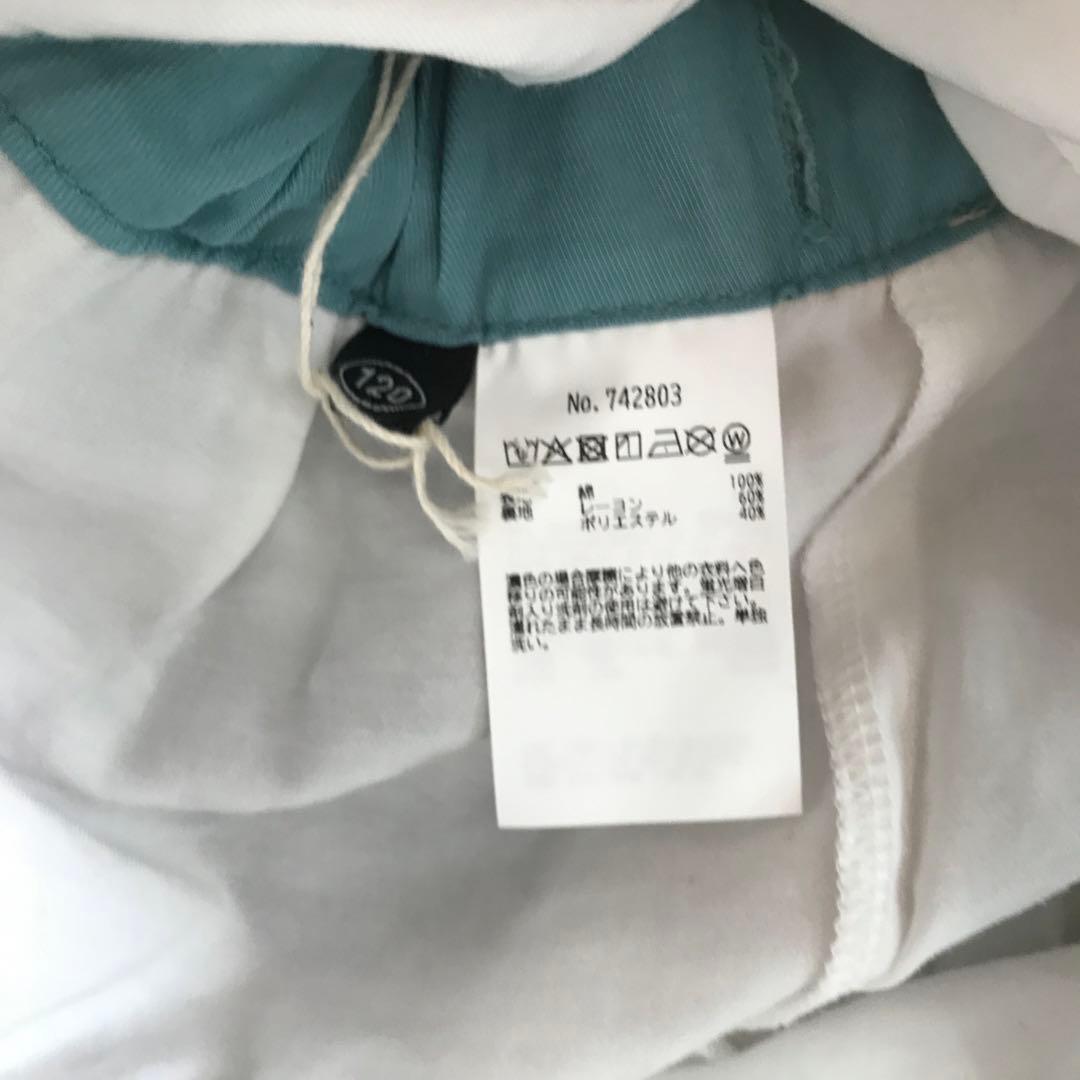 120
No. 742803
W
綿 100%
裏地 レーヨン 60%
ポリエステル 40%
濃色の場合摩擦により他の衣料へ色
移りの可能性があります。蛍光増白
剤入り洗剤の使用は避けて下さい。
濡れたまま長時間の放置禁止。単独
洗い。